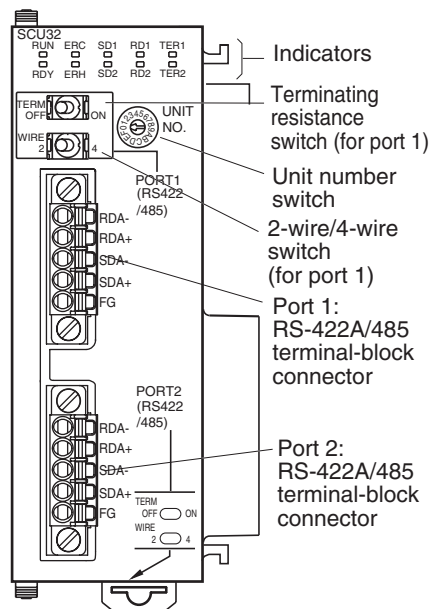 SCU32
RUN ERC SD1 RD1 TER1
RDY ERH SD2 RD2 TER2
Indicators
TERM
OFF ON
UNIT
NO.
0123456789ABCDEF
WIRE
2 4
Terminating
resistance
switch (for port 1)
Unit number
switch
2-wire/4-wire
switch
(for port 1)
PORT1
(RS422
/485)
RDA-
RDA+
SDA-
SDA+
FG
Port 1:
RS-422A/485
terminal-block
connector
PORT2
(RS422
/485)
RDA-
RDA+
SDA-
SDA+
FG
Port 2:
RS-422A/485
terminal-block
connector
TERM
OFF ON
WIRE
2 4